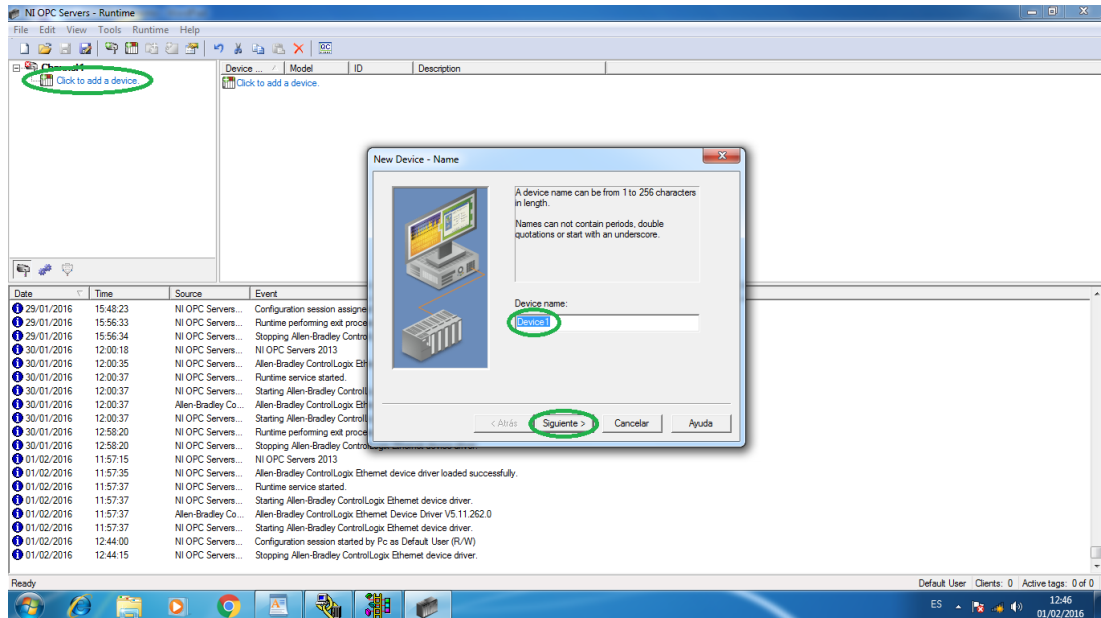 NI OPC Servers - Runtime
File Edit View Tools Runtime Help
Click to add a device.
Device ... Model ID Description
Click to add a device.
New Device - Name
A device name can be from 1 to 256 characters
in length.
Names can not contain periods, double
quotations or start with an underscore.
Device name:
Device1
< Atrás Siguiente > Cancelar Ayuda
Date Time Source Event
29/01/2016 15:48:23 NI OPC Servers... Configuration session assigne
29/01/2016 15:56:33 NI OPC Servers... Runtime performing exit proce
29/01/2016 15:56:34 NI OPC Servers... Stopping Allen-Bradley Contro
30/01/2016 12:00:18 NI OPC Servers... NI OPC Servers 2013
30/01/2016 12:00:35 NI OPC Servers... Allen-Bradley ControlLogix Eth
30/01/2016 12:00:37 NI OPC Servers... Runtime service started.
30/01/2016 12:00:37 NI OPC Servers... Starting Allen-Bradley Control
30/01/2016 12:00:37 Allen-Bradley Co... Allen-Bradley ControlLogix Eth
30/01/2016 12:00:37 NI OPC Servers... Starting Allen-Bradley Control
30/01/2016 12:58:20 NI OPC Servers... Runtime performing exit proce
30/01/2016 12:58:20 NI OPC Servers... Stopping Allen-Bradley ControlLogix Ethernet device driver.
01/02/2016 11:57:15 NI OPC Servers... NI OPC Servers 2013
01/02/2016 11:57:35 NI OPC Servers... Allen-Bradley ControlLogix Ethernet device driver loaded successfully.
01/02/2016 11:57:37 NI OPC Servers... Runtime service started.
01/02/2016 11:57:37 NI OPC Servers... Starting Allen-Bradley ControlLogix Ethernet device driver.
01/02/2016 11:57:37 Allen-Bradley Co... Allen-Bradley ControlLogix Ethernet Device Driver V5.11.262.0
01/02/2016 11:57:37 NI OPC Servers... Starting Allen-Bradley ControlLogix Ethernet device driver.
01/02/2016 12:44:00 NI OPC Servers... Configuration session started by Pc as Default User (R/W)
01/02/2016 12:44:15 NI OPC Servers... Stopping Allen-Bradley ControlLogix Ethernet device driver.
Ready Default User Clients: 0 Active tags: 0 of 0
ES 12:46
01/02/2016